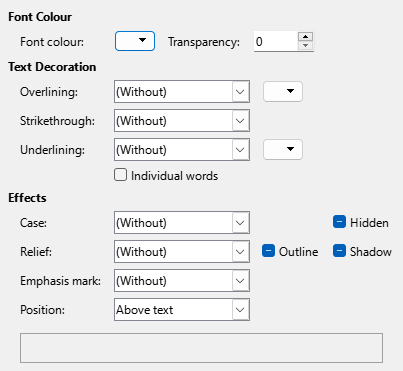 Font Colour
Font colour: Transparency: 0
Text Decoration
Overlining: (Without)
Strikethrough: (Without)
Underlining: (Without)
Individual words
Effects
Case: (Without) Hidden
Relief: (Without) Outline Shadow
Emphasis mark: (Without)
Position: Above text